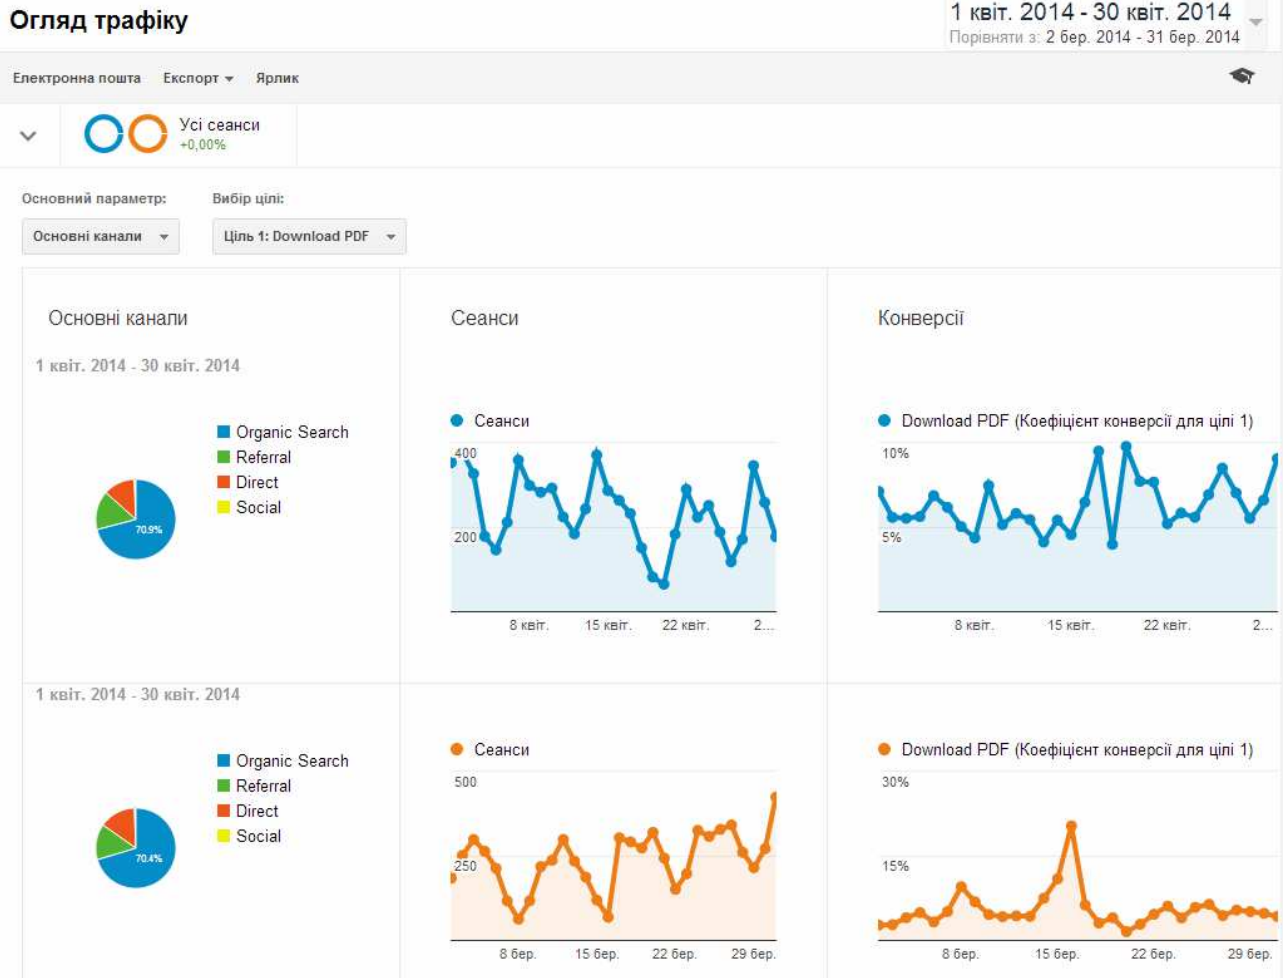 Огляд трафіку
1 квіт. 2014 - 30 квіт. 2014
Порівняти з: 2 бер. 2014 - 31 бер. 2014
Електронна пошта Експорт Ярлик
Усі сеанси
+0,00%
Основний параметр: Вибір цілі:
Основні канали Ціль 1: Download PDF
Основні канали
1 квіт. 2014 - 30 квіт. 2014
Organic Search
Referral
Direct
Social
70.9%
Сеанси
Сеанси
400
200
8 квіт. 15 квіт. 22 квіт. 2...
Конверсії
Download PDF (Коефіцієнт конверсії для цілі 1)
10%
5%
8 квіт. 15 квіт. 22 квіт. 2...
1 квіт. 2014 - 30 квіт. 2014
Organic Search
Referral
Direct
Social
70.4%
Сеанси
500
250
8 бер. 15 бер. 22 бер. 29 бер.
Download PDF (Коефіцієнт конверсії для цілі 1)
30%
15%
8 бер. 15 бер. 22 бер. 29 бер.